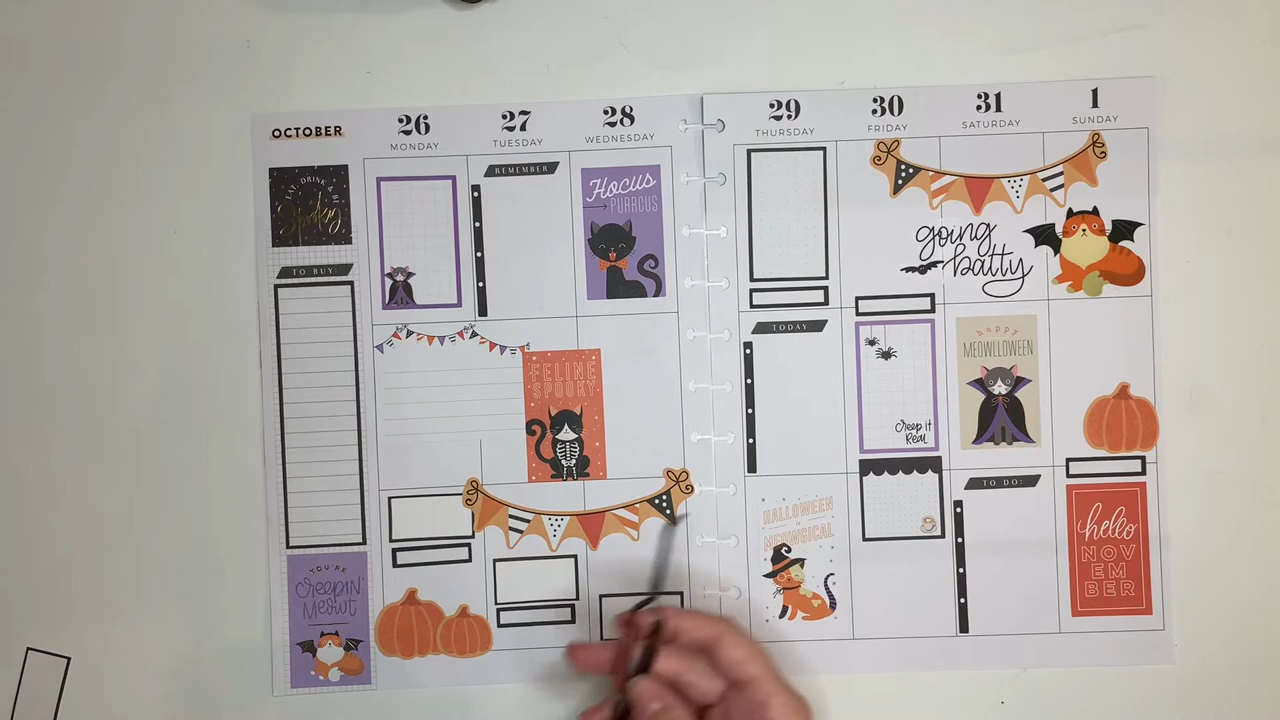 OCTOBER
26
MONDAY
27
TUESDAY
28
WEDNESDAY
29
THURSDAY
30
FRIDAY
31
SATURDAY
1
SUNDAY
EAT, DRINK & BE
Spooky
TO BUY:
YOU'RE
Creepin'
Meowt
REMEMBER
Hocus
PURRCUS
FELINE
SPOOKY
going
batty
TODAY
Creep it
Real
happy
MEOWLLOWEEN
HALLOWEEN
is
MEOWGICAL
TO DO:
hello
NOV
EM
BER